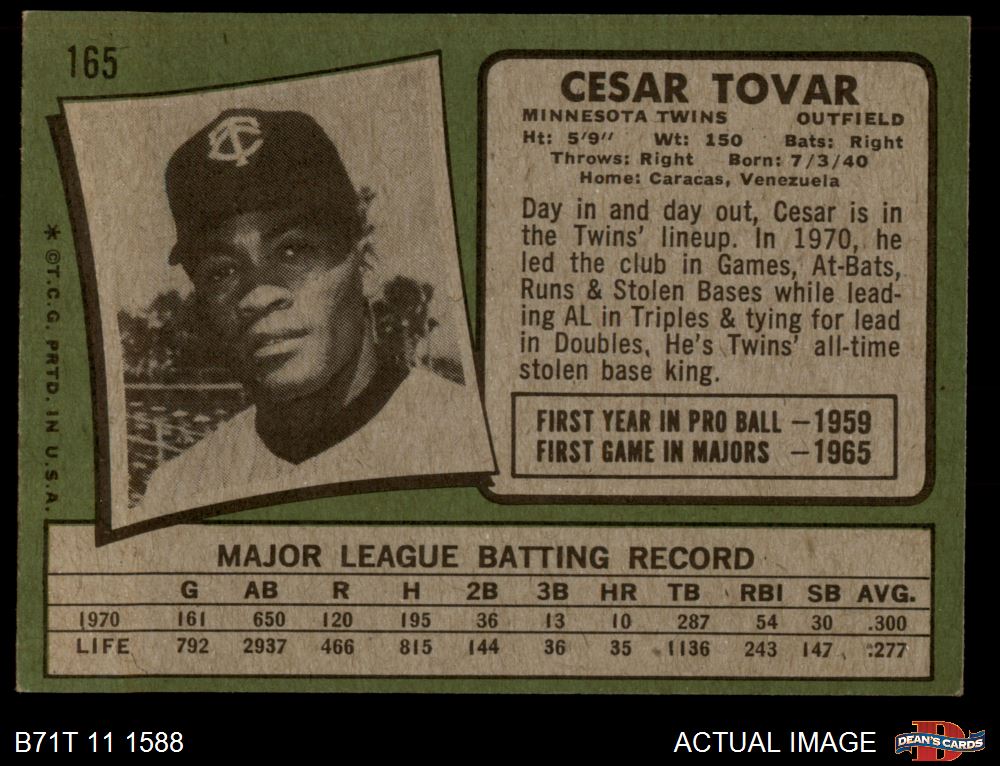 165
CESAR TOVAR
MINNESOTA TWINS OUTFIELD
Ht: 5'9" Wt: 150 Bats: Right
Throws: Right Born: 7/3/40
Home: Caracas, Venezuela
Day in and day out, Cesar is in
the Twins' lineup. In 1970, he
led the club in Games, At-Bats,
Runs & Stolen Bases while lead-
ing AL in Triples & tying for lead
in Doubles. He's Twins' all-time
stolen base king.
FIRST YEAR IN PRO BALL —1959
FIRST GAME IN MAJORS —1965
TC
* ©T.C.G. PRTD. IN U.S.A.
MAJOR LEAGUE BATTING RECORD
G AB R H 2B 3B HR TB RBI SB AVG.
1970 161 650 120 195 36 13 10 287 54 30 .300
LIFE 792 2937 466 815 144 36 35 1136 243 147 .277
B71T 11 1588
ACTUAL IMAGE
DEAN'S CARDS